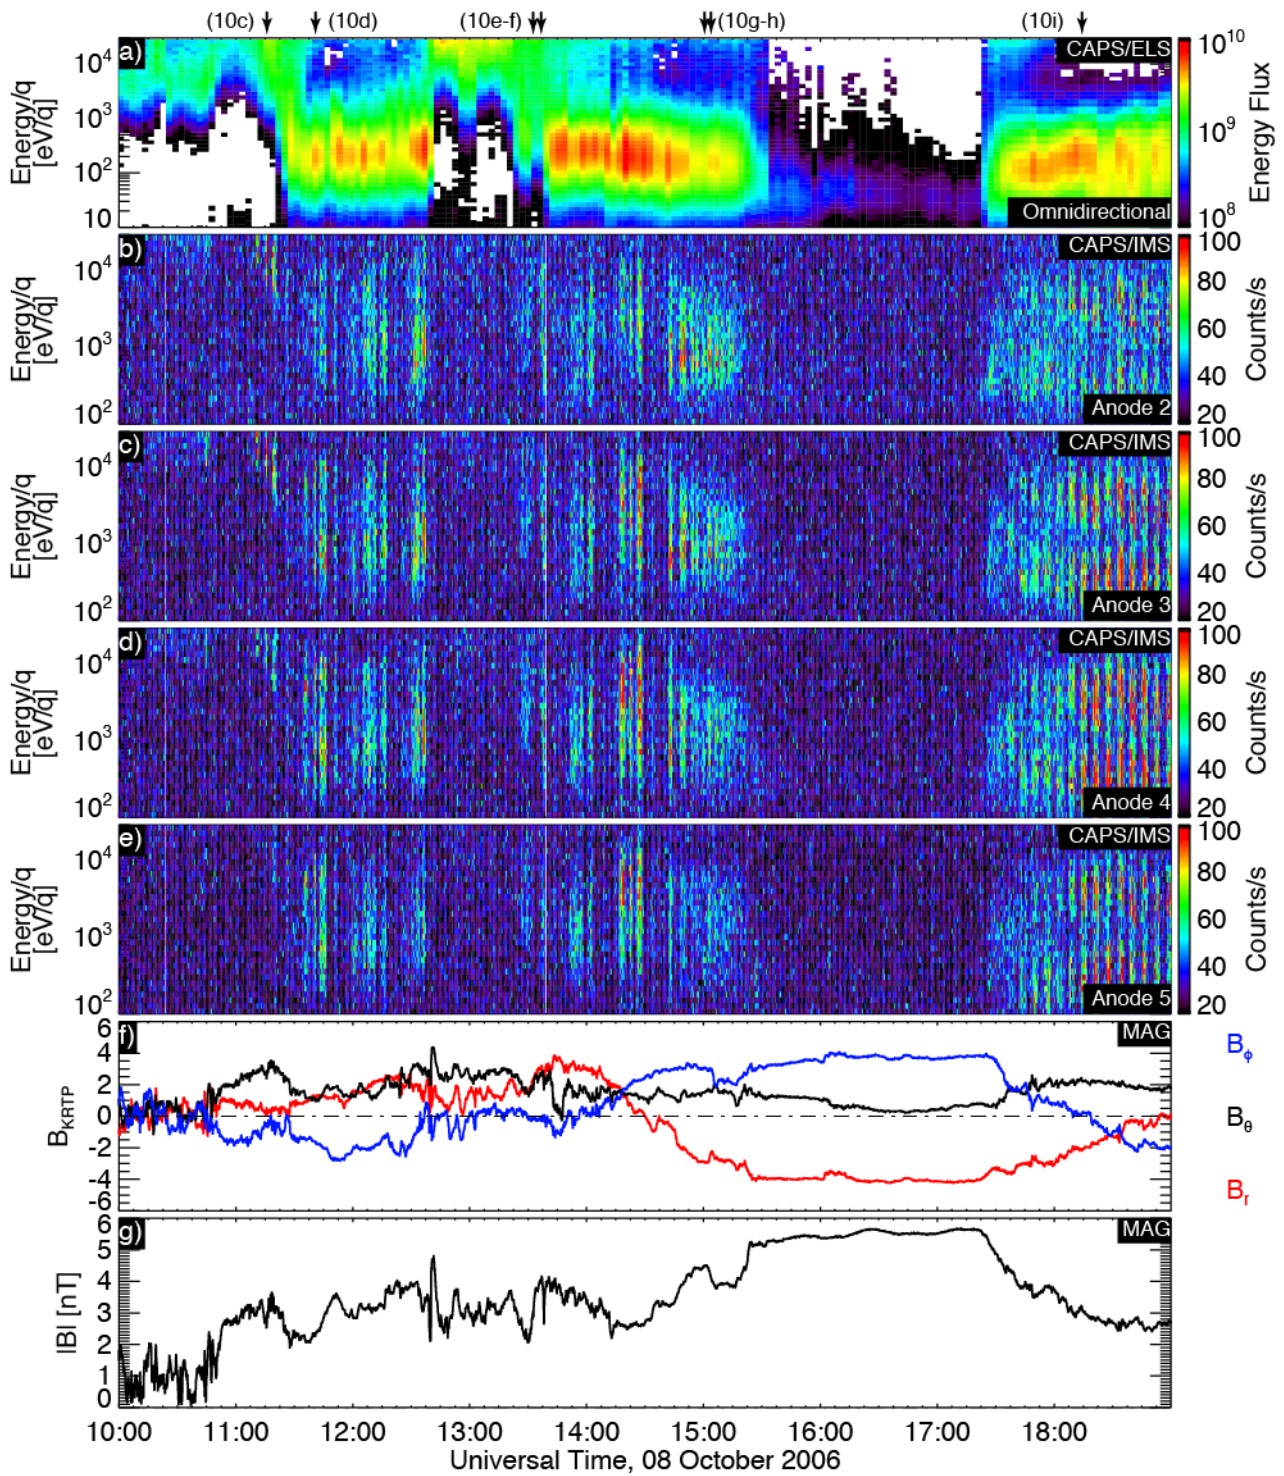 (10c) (10d) (10e-f) (10g-h) (10i)
a) CAPS/ELS
Energy/q [eV/q]
10⁴
10³
10²
10
Omnidirectional
10¹⁰
10⁹
10⁸
Energy Flux
b) CAPS/IMS
Energy/q [eV/q]
10⁴
10³
10²
Anode 2
100
80
60
40
20
Counts/s
c) CAPS/IMS
Energy/q [eV/q]
10⁴
10³
10²
Anode 3
100
80
60
40
20
Counts/s
d) CAPS/IMS
Energy/q [eV/q]
10⁴
10³
10²
Anode 4
100
80
60
40
20
Counts/s
e) CAPS/IMS
Energy/q [eV/q]
10⁴
10³
10²
Anode 5
100
80
60
40
20
Counts/s
f) MAG
B_KRTP
6
4
2
0
-2
-4
-6
B_ϕ
B_θ
B_r
g) MAG
|B| [nT]
6
5
4
3
2
1
0
10:00 11:00 12:00 13:00 14:00 15:00 16:00 17:00 18:00
Universal Time, 08 October 2006